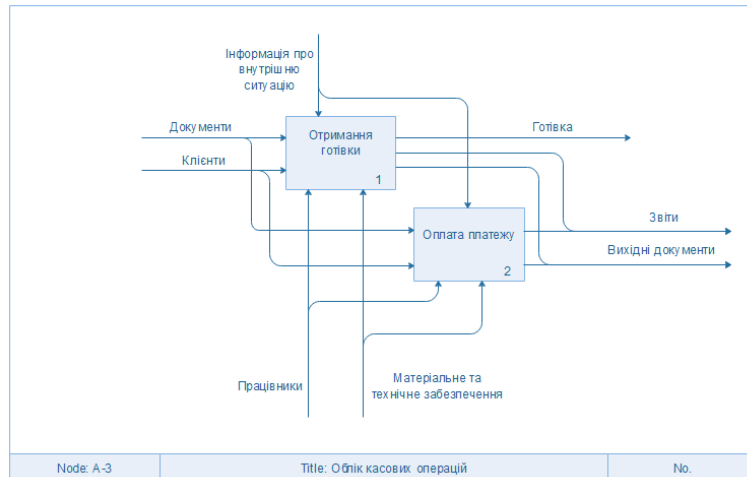 Інформація про
внутрішню
ситуацію
Документи
Клієнти
Отримання
готівки
1
Готівка
Оплата платежу
2
Звіти
Вихідні документи
Працівники
Матеріальне та
технічне забезпечення
Node: A-3
Title: Облік касових операцій
No.